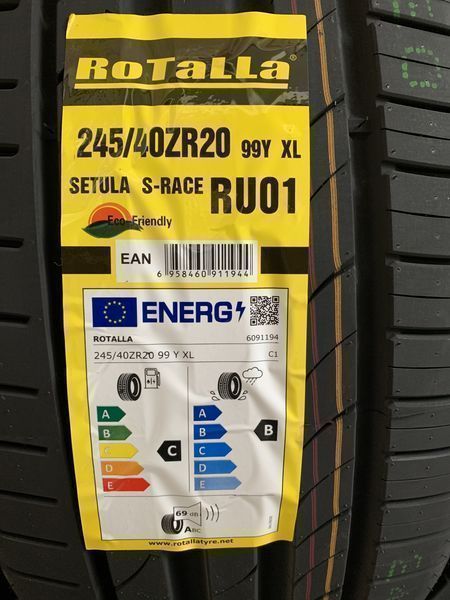 RoTaLLa®
245/40ZR20 99Y XL
SETULA S-RACE RU01
Eco-Friendly
EAN
6 958460 911944
ENERG
ROTALLA 6091194
245/40ZR20 99 Y XL C1
A A
B B
C C
D D
E E
C
B
69 dB
ABC
www.rotallatyre.net